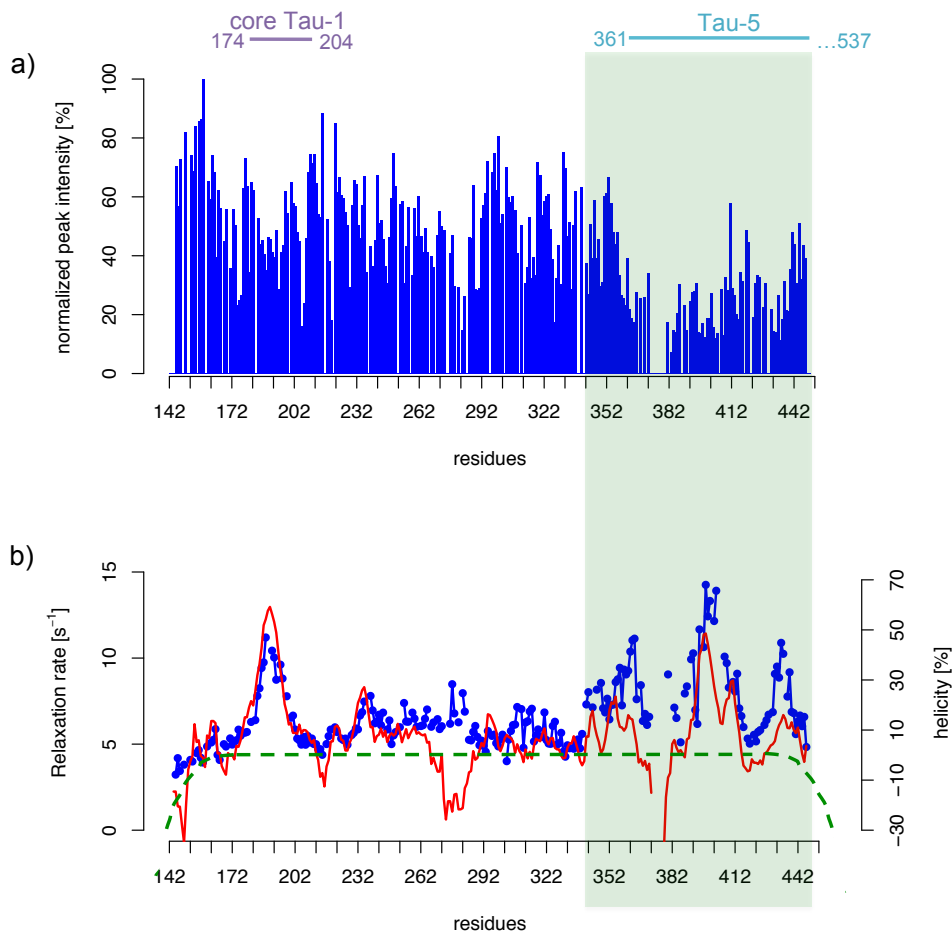 core Tau-1
174 204
Tau-5
361 ...537
a)
normalized peak intensity [%]
100
80
60
40
20
0
142 172 202 232 262 292 322 352 382 412 442
residues
b)
Relaxation rate [s⁻¹]
15
10
5
0
helicity [%]
70
50
30
10
−10
−30
142 172 202 232 262 292 322 352 382 412 442
residues